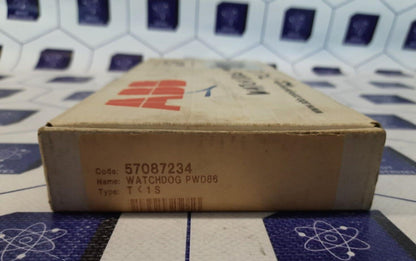 ABB
Code: 57087234
Name: WATCHDOG PWD86
Type: T < 1 S